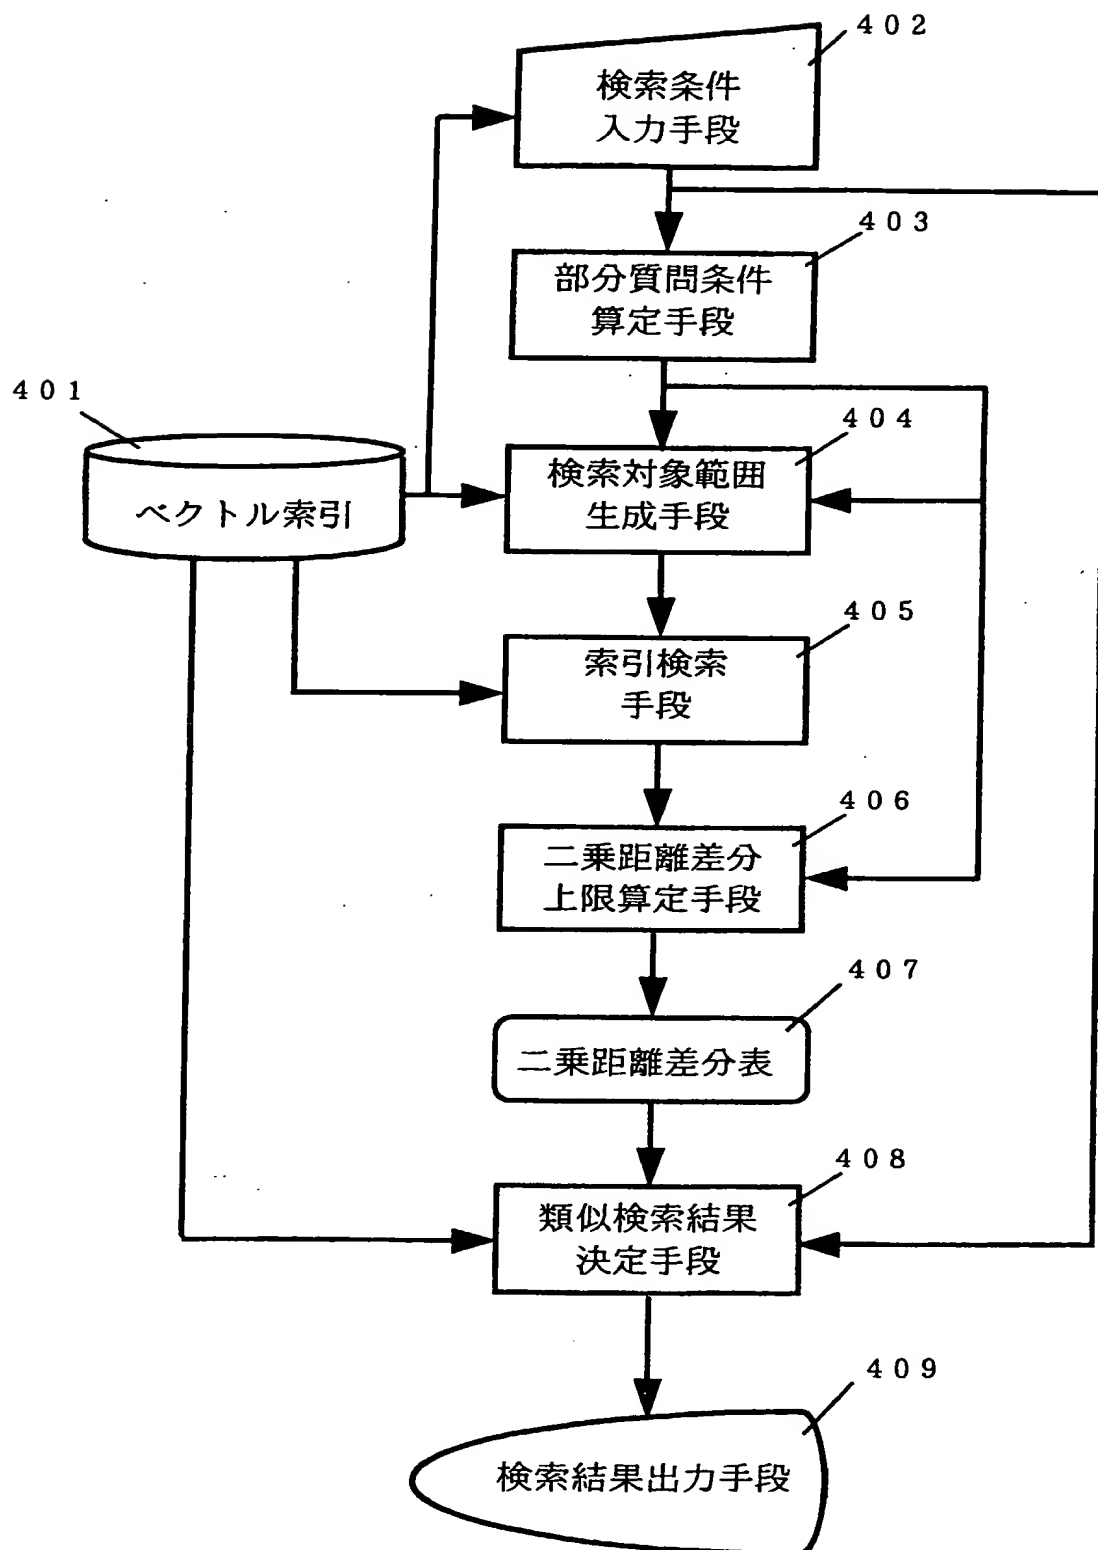 402
検索条件
入力手段
403
部分質問条件
算定手段
401
ベクトル索引
404
検索対象範囲
生成手段
405
索引検索
手段
406
二乗距離差分
上限算定手段
407
二乗距離差分表
408
類似検索結果
決定手段
409
検索結果出力手段